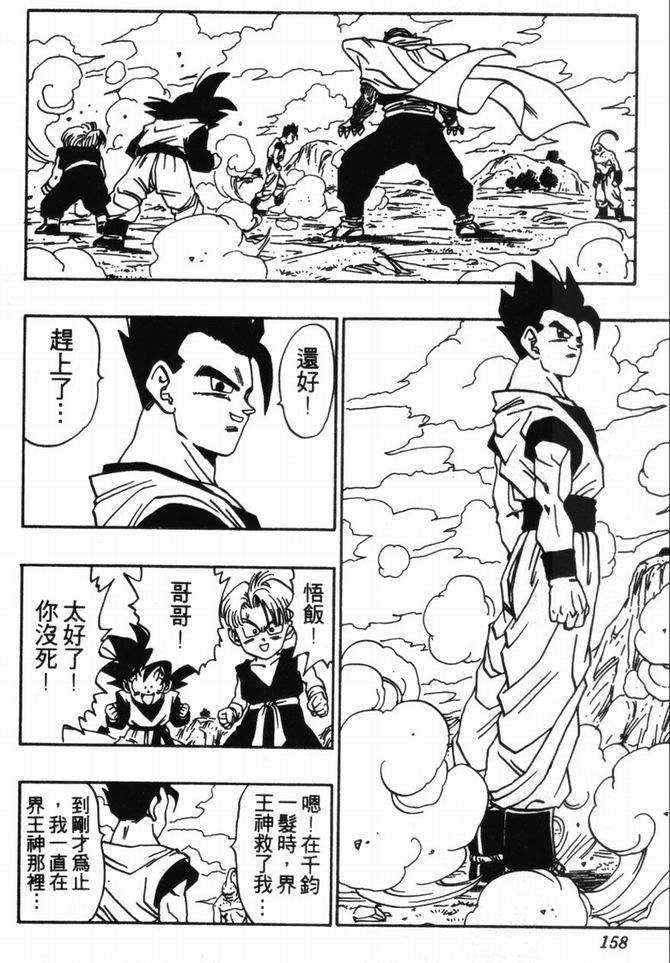 還好！
趕上了…
悟飯！
哥哥！
太好了！
你沒死！
嗯！在千鈞
一髮時，界
王神救了我…
到剛才為止
，我一直在
界王神那裡…
158